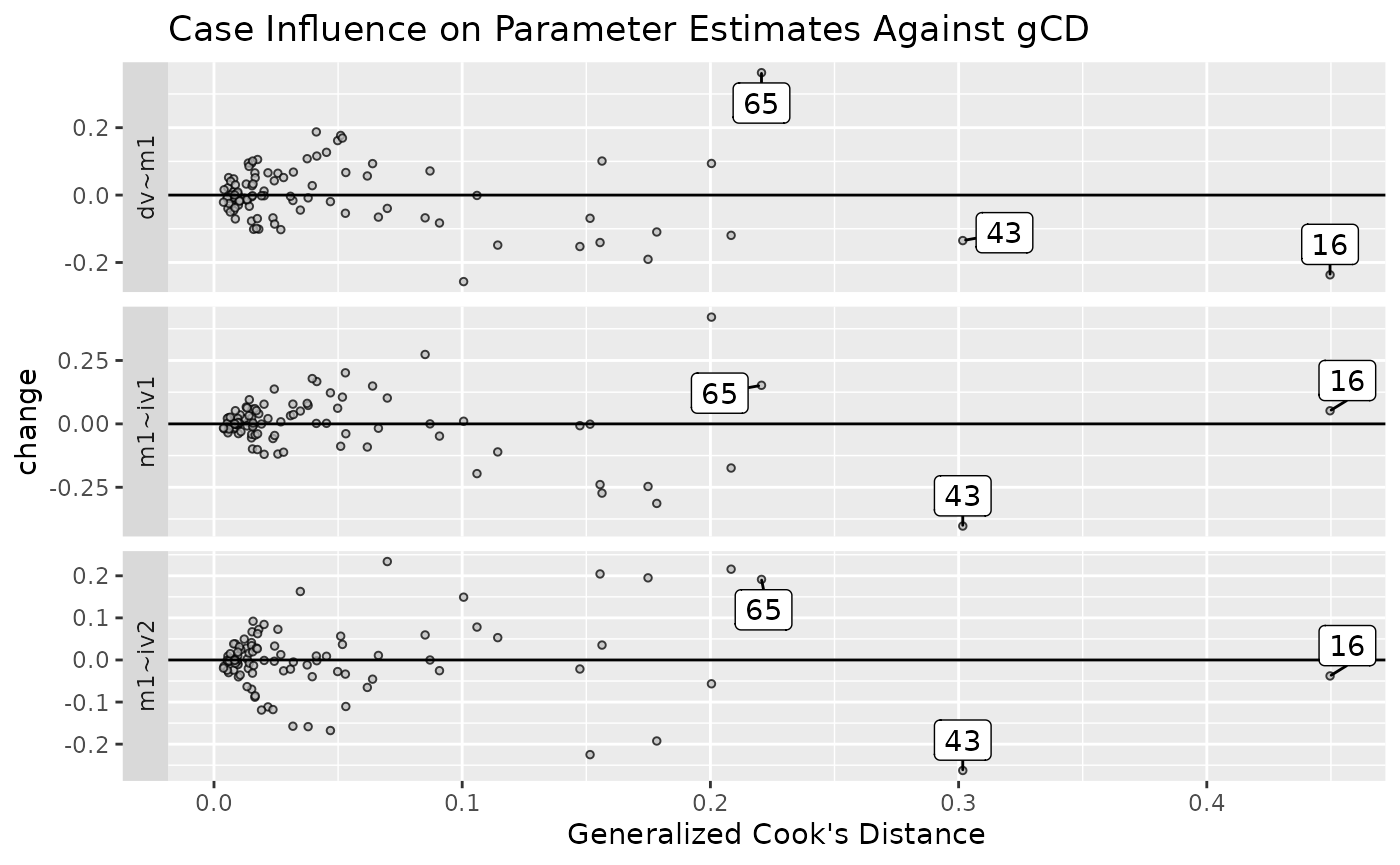 Case Influence on Parameter Estimates Against gCD
change
dv~m1
0.2
0.0
-0.2
65
43
16
m1~iv1
0.25
0.00
-0.25
65
16
43
m1~iv2
0.2
0.1
0.0
-0.1
-0.2
65
16
43
0.0 0.1 0.2 0.3 0.4
Generalized Cook's Distance